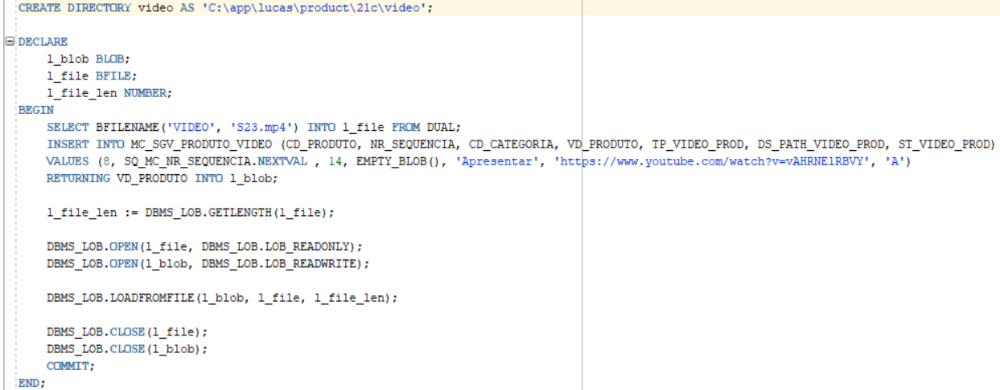 CREATE DIRECTORY video AS 'C:\app\lucas\product\21c\video';
DECLARE
l_blob BLOB;
l_file BFILE;
l_file_len NUMBER;
BEGIN
SELECT BFILENAME('VIDEO', 'S23.mp4') INTO l_file FROM DUAL;
INSERT INTO MC_SGV_PRODUTO_VIDEO (CD_PRODUTO, NR_SEQUENCIA, CD_CATEGORIA, VD_PRODUTO, TP_VIDEO_PROD, DS_PATH_VIDEO_PROD, ST_VIDEO_PROD)
VALUES (8, SQ_MC_NR_SEQUENCIA.NEXTVAL , 14, EMPTY_BLOB(), 'Apresentar', 'https://www.youtube.com/watch?v=vAHRNE1RBVY', 'A')
RETURNING VD_PRODUTO INTO l_blob;
l_file_len := DBMS_LOB.GETLENGTH(l_file);
DBMS_LOB.OPEN(l_file, DBMS_LOB.LOB_READONLY);
DBMS_LOB.OPEN(l_blob, DBMS_LOB.LOB_READWRITE);
DBMS_LOB.LOADFROMFILE(l_blob, l_file, l_file_len);
DBMS_LOB.CLOSE(l_file);
DBMS_LOB.CLOSE(l_blob);
COMMIT;
END;